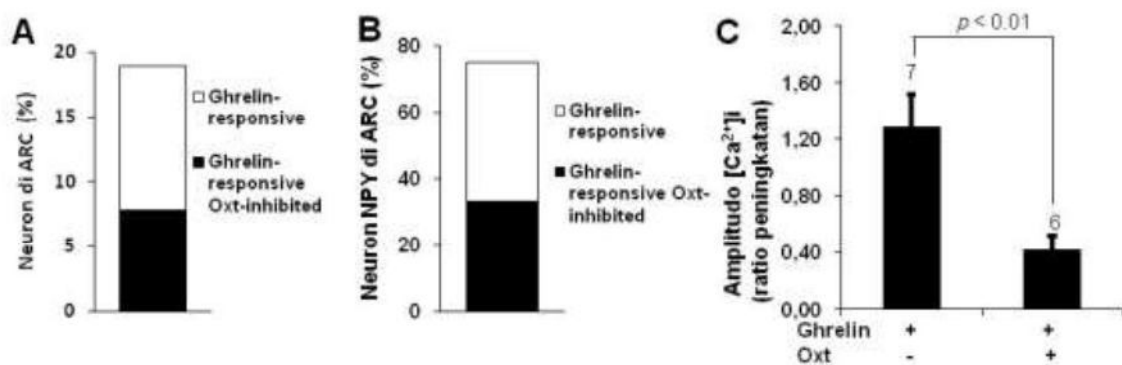 A
Neuron di ARC (%)
20
15
10
5
0
Ghrelin-
responsive
Ghrelin-
responsive
Oxt-inhibited
B
Neuron NPY di ARC (%)
80
60
40
20
0
Ghrelin-
responsive
Ghrelin-
responsive Oxt-
inhibited
C
Amplitudo [Ca²⁺]i
(ratio peningkatan)
2,00
1,60
1,20
0,80
0,40
0,00
p < 0.01
7
6
Ghrelin + +
Oxt - +